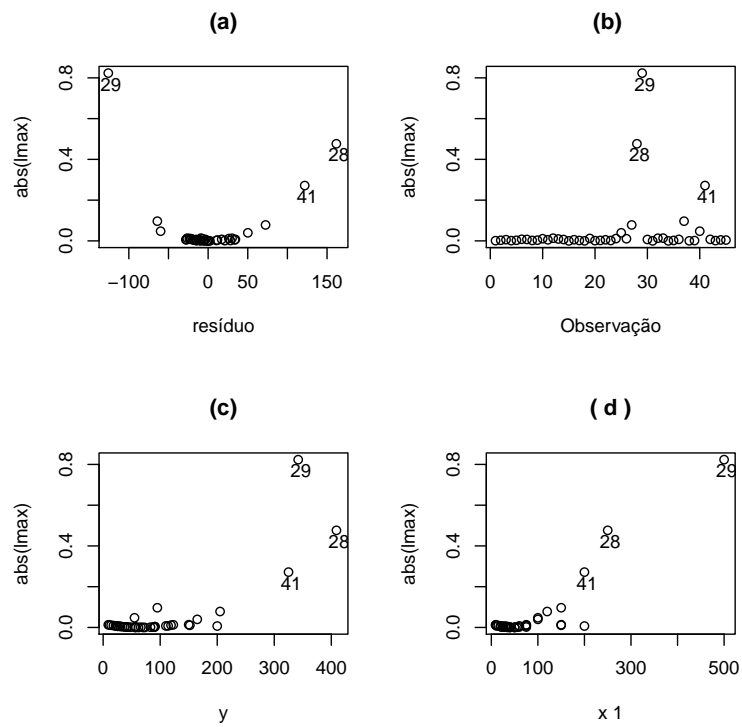 (a)
abs(lmax)
0.0 0.4 0.8
29
28
41
−100 0 50 150
resíduo
(b)
abs(lmax)
0.0 0.4 0.8
29
28
41
0 10 20 30 40
Observação
(c)
abs(lmax)
0.0 0.4 0.8
29
28
41
0 100 200 300 400
y
( d )
abs(lmax)
0.0 0.4 0.8
29
28
41
0 100 300 500
x 1